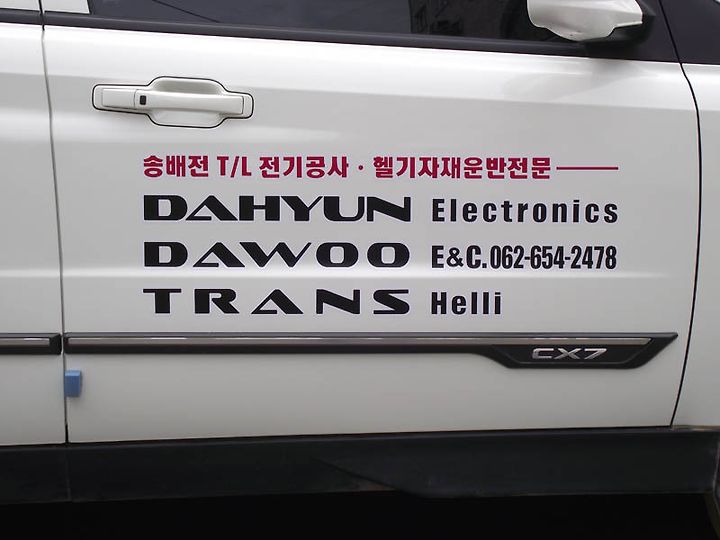 송배전 T/L 전기공사 · 헬기자재운반전문
DAHYUN Electronics
DAWOO E&C. 062-654-2478
TRANS Helli
CX7